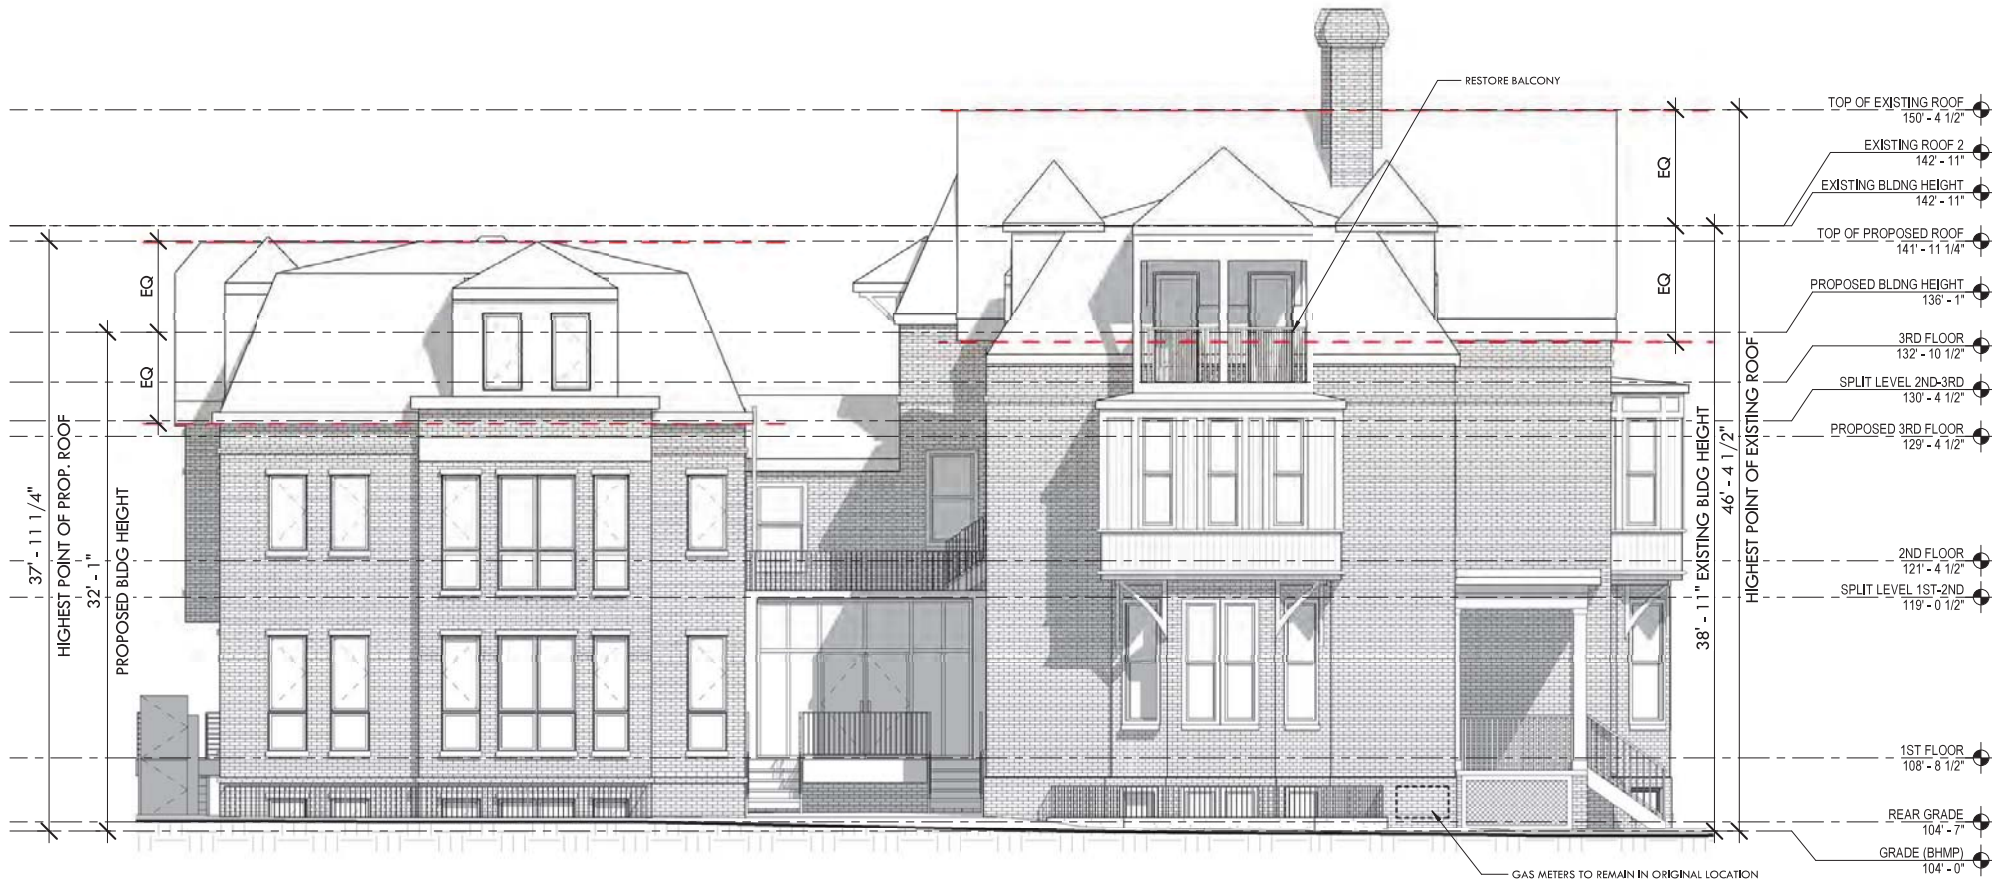 RESTORE BALCONY
TOP OF EXISTING ROOF
150' - 4 1/2"
EXISTING ROOF 2
142' - 11"
EXISTING BLDNG HEIGHT
142' - 11"
TOP OF PROPOSED ROOF
141' - 11 1/4"
PROPOSED BLDNG HEIGHT
136' - 1"
3RD FLOOR
132' - 10 1/2"
SPLIT LEVEL 2ND-3RD
130' - 4 1/2"
PROPOSED 3RD FLOOR
129' - 4 1/2"
2ND FLOOR
121' - 4 1/2"
SPLIT LEVEL 1ST-2ND
119' - 0 1/2"
1ST FLOOR
108' - 8 1/2"
REAR GRADE
104' - 7"
GRADE (BHMP)
104' - 0"
EQ
EQ
EQ
EQ
37' - 11 1/4"
HIGHEST POINT OF PROP. ROOF
32' - 1"
PROPOSED BLDG HEIGHT
38' - 11" EXISTING BLDG HEIGHT
46' - 4 1/2"
HIGHEST POINT OF EXISTING ROOF
GAS METERS TO REMAIN IN ORIGINAL LOCATION